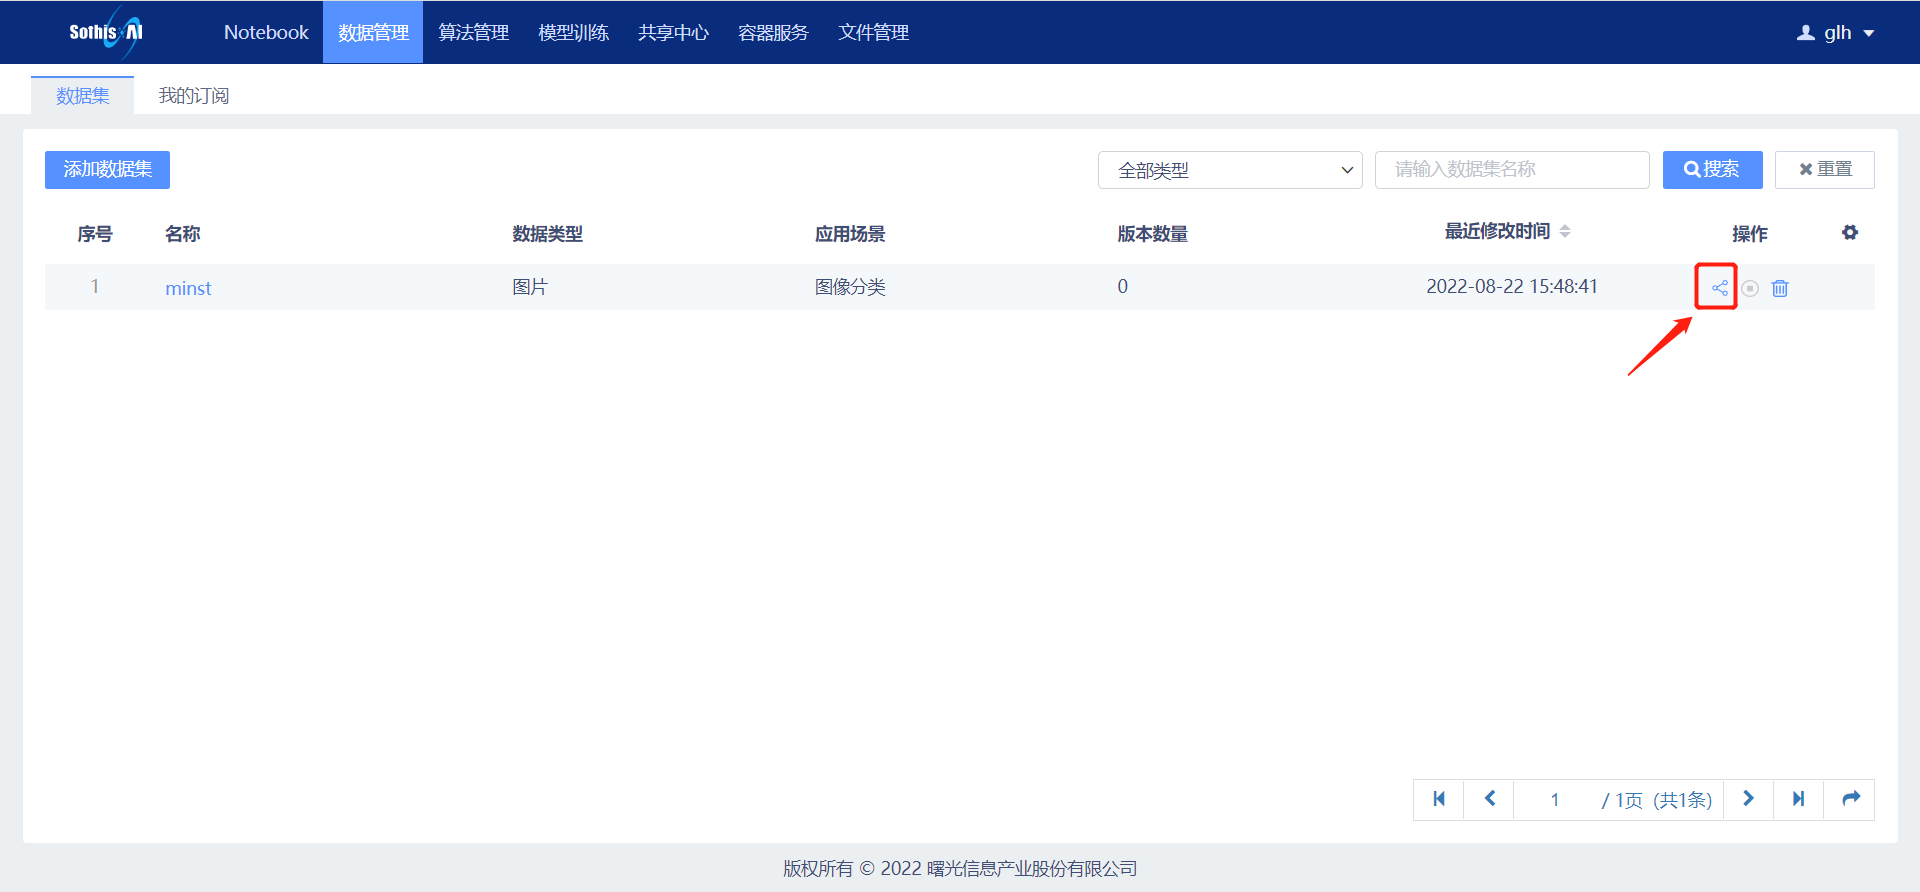 Sothis AI Notebook 数据管理 算法管理 模型训练 共享中心 容器服务 文件管理 glh
数据集 我的订阅
添加数据集 全部类型 请输入数据集名称 搜索 重置
序号 名称 数据类型 应用场景 版本数量 最近修改时间 操作
1 minst 图片 图像分类 0 2022-08-22 15:48:41
1 / 1页 (共1条)
版权所有 © 2022 曙光信息产业股份有限公司